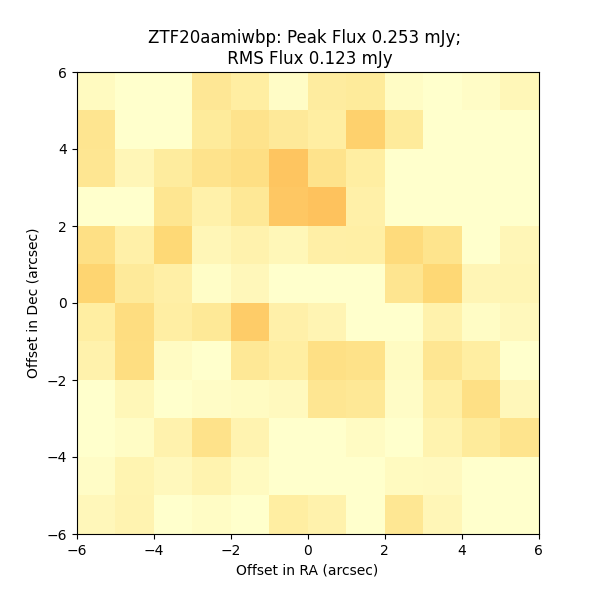 ZTF20aamiwbp: Peak Flux 0.253 mJy;
RMS Flux 0.123 mJy
6
4
2
0
−2
−4
−6
Offset in Dec (arcsec)
−6 −4 −2 0 2 4 6
Offset in RA (arcsec)